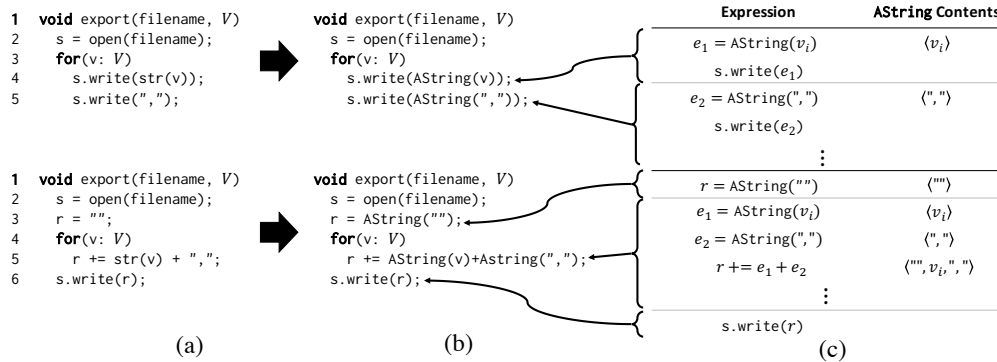 1 void export(filename, V)
2 s = open(filename);
3 for(v: V)
4 s.write(str(v));
5 s.write(",");
void export(filename, V)
s = open(filename);
for(v: V)
s.write(AString(v));
s.write(AString(","));
1 void export(filename, V)
2 s = open(filename);
3 r = "";
4 for(v: V)
5 r += str(v) + ",";
6 s.write(r);
void export(filename, V)
s = open(filename);
r = AString("");
for(v: V)
r += AString(v)+Astring(",");
s.write(r);
Expression AString Contents
e₁ = AString(vᵢ) ⟨vᵢ⟩
s.write(e₁)
e₂ = AString(",") ⟨","⟩
s.write(e₂)
⋮
r = AString("") ⟨""⟩
e₁ = AString(vᵢ) ⟨vᵢ⟩
e₂ = AString(",") ⟨","⟩
r += e₁ + e₂ ⟨"", vᵢ, ","⟩
⋮
s.write(r)
(a) (b) (c)